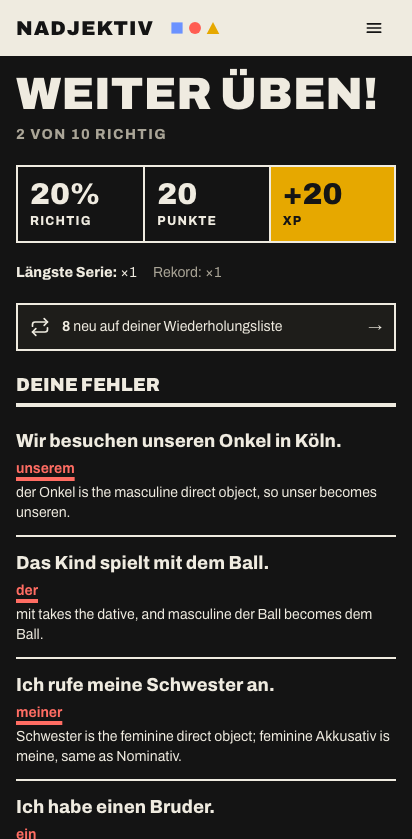 NADJEKTIV
WEITER ÜBEN!
2 VON 10 RICHTIG
20%
RICHTIG
20
PUNKTE
+20
XP
Längste Serie: ×1 Rekord: ×1
8 neu auf deiner Wiederholungsliste →
DEINE FEHLER
Wir besuchen unseren Onkel in Köln.
unserem
der Onkel is the masculine direct object, so unser becomes
unseren.
Das Kind spielt mit dem Ball.
der
mit takes the dative, and masculine der Ball becomes dem
Ball.
Ich rufe meine Schwester an.
meiner
Schwester is the feminine direct object; feminine Akkusativ is
meine, same as Nominativ.
Ich habe einen Bruder.
ein